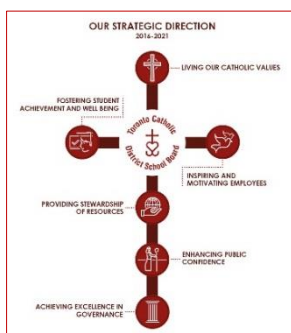 OUR STRATEGIC DIRECTION
2016-2021
LIVING OUR CATHOLIC VALUES
FOSTERING STUDENT
ACHIEVEMENT AND WELL BEING
Toronto Catholic
District School Board
INSPIRING AND
MOTIVATING EMPLOYEES
PROVIDING STEWARDSHIP
OF RESOURCES
ENHANCING PUBLIC
CONFIDENCE
ACHIEVING EXCELLENCE IN
GOVERNANCE